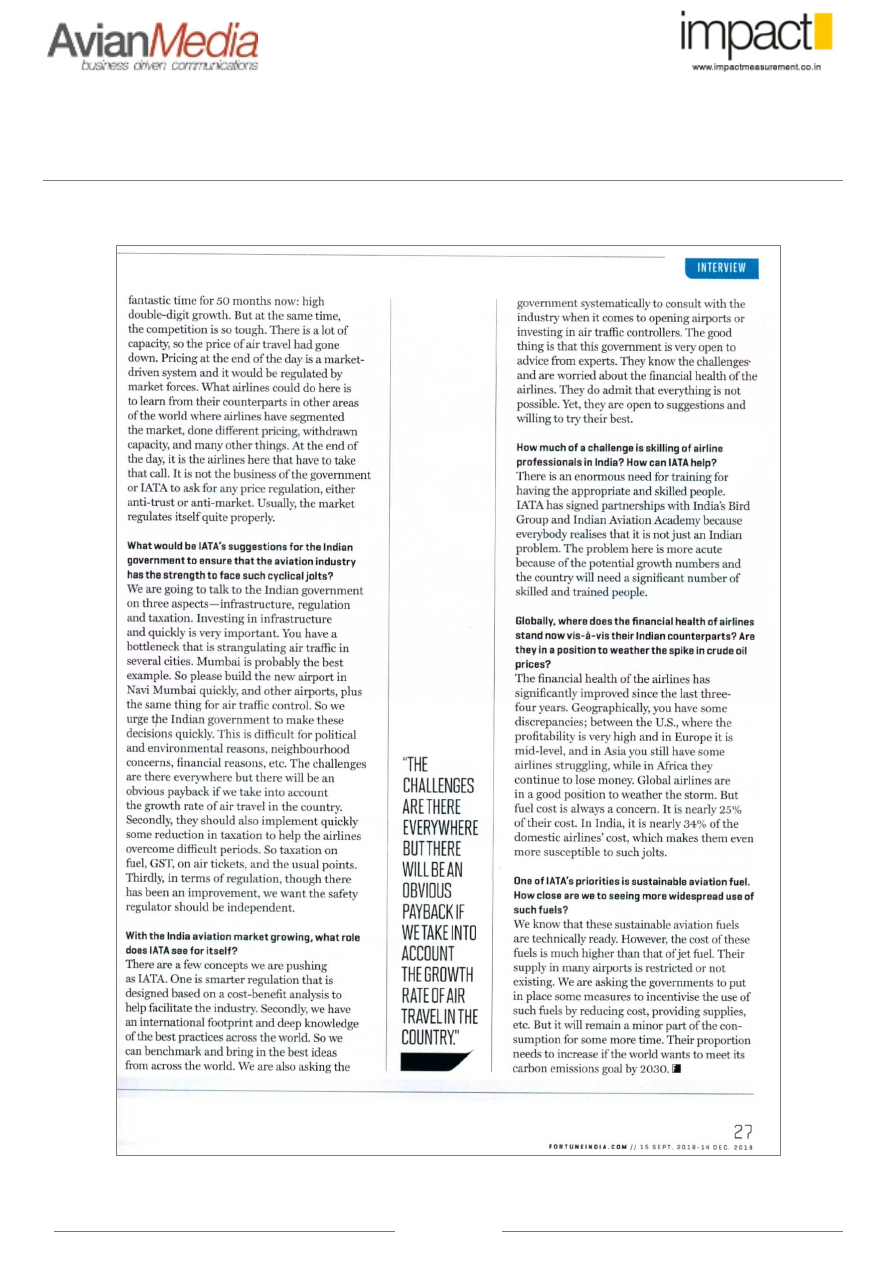 AvianMedia
business driven communications
impact
www.impactmeasurement.co.in
INTERVIEW
fantastic time for 50 months now: high
double-digit growth. But at the same time,
the competition is so tough. There is a lot of
capacity, so the price of air travel had gone
down. Pricing at the end of the day is a market-
driven system and it would be regulated by
market forces. What airlines could do here is
to learn from their counterparts in other areas
of the world where airlines have segmented
the market, done different pricing, withdrawn
capacity, and many other things. At the end of
the day, it is the airlines here that have to take
that call. It is not the business of the government
or IATA to ask for any price regulation, either
anti-trust or anti-market. Usually, the market
regulates itself quite properly.
What would be IATA's suggestions for the Indian
government to ensure that the aviation industry
has the strength to face such cyclical jolts?
We are going to talk to the Indian government
on three aspects—infrastructure, regulation
and taxation. Investing in infrastructure
and quickly is very important. You have a
bottleneck that is strangulating air traffic in
several cities. Mumbai is probably the best
example. So please build the new airport in
Navi Mumbai quickly, and other airports, plus
the same thing for air traffic control. So we
urge the Indian government to make these
decisions quickly. This is difficult for political
and environmental reasons, neighbourhood
concerns, financial reasons, etc. The challenges
are there everywhere but there will be an
obvious payback if we take into account
the growth rate of air travel in the country.
Secondly, they should also implement quickly
some reduction in taxation to help the airlines
overcome difficult periods. So taxation on
fuel, GST, on air tickets, and the usual points.
Thirdly, in terms of regulation, though there
has been an improvement, we want the safety
regulator should be independent.
With the India aviation market growing, what role
does IATA see for itself?
There are a few concepts we are pushing
as IATA. One is smarter regulation that is
designed based on a cost-benefit analysis to
help facilitate the industry. Secondly, we have
an international footprint and deep knowledge
of the best practices across the world. So we
can benchmark and bring in the best ideas
from across the world. We are also asking the
"THE
CHALLENGES
ARE THERE
EVERYWHERE
BUT THERE
WILL BE AN
OBVIOUS
PAYBACK IF
WE TAKE INTO
ACCOUNT
THE GROWTH
RATE OF AIR
TRAVEL IN THE
COUNTRY."
government systematically to consult with the
industry when it comes to opening airports or
investing in air traffic controllers. The good
thing is that this government is very open to
advice from experts. They know the challenges
and are worried about the financial health of the
airlines. They do admit that everything is not
possible. Yet, they are open to suggestions and
willing to try their best.
How much of a challenge is skilling of airline
professionals in India? How can IATA help?
There is an enormous need for training for
having the appropriate and skilled people.
IATA has signed partnerships with India's Bird
Group and Indian Aviation Academy because
everybody realises that it is not just an Indian
problem. The problem here is more acute
because of the potential growth numbers and
the country will need a significant number of
skilled and trained people.
Globally, where does the financial health of airlines
stand now vis-à-vis their Indian counterparts? Are
they in a position to weather the spike in crude oil
prices?
The financial health of the airlines has
significantly improved since the last three-
four years. Geographically, you have some
discrepancies; between the U.S., where the
profitability is very high and in Europe it is
mid-level, and in Asia you still have some
airlines struggling, while in Africa they
continue to lose money. Global airlines are
in a good position to weather the storm. But
fuel cost is always a concern. It is nearly 25%
of their cost. In India, it is nearly 34% of the
domestic airlines' cost, which makes them even
more susceptible to such jolts.
One of IATA's priorities is sustainable aviation fuel.
How close are we to seeing more widespread use of
such fuels?
We know that these sustainable aviation fuels
are technically ready. However, the cost of these
fuels is much higher than that of jet fuel. Their
supply in many airports is restricted or not
existing. We are asking the governments to put
in place some measures to incentivise the use of
such fuels by reducing cost, providing supplies,
etc. But it will remain a minor part of the con-
sumption for some more time. Their proportion
needs to increase if the world wants to meet its
carbon emissions goal by 2030.
27
FORTUNEINDIA.COM // 15 SEPT. 2018-14 DEC. 2018